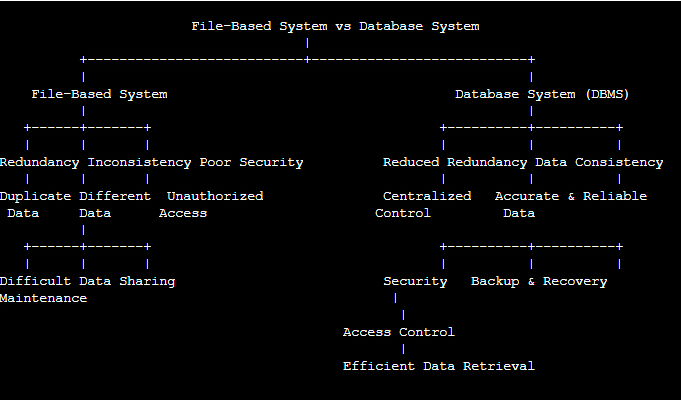 File-Based System vs Database System
File-Based System Database System (DBMS)
Redundancy Inconsistency Poor Security Reduced Redundancy Data Consistency
Duplicate Different Unauthorized Centralized Accurate & Reliable
Data Data Access Control Data
Difficult Data Sharing Security Backup & Recovery
Maintenance
Access Control
Efficient Data Retrieval